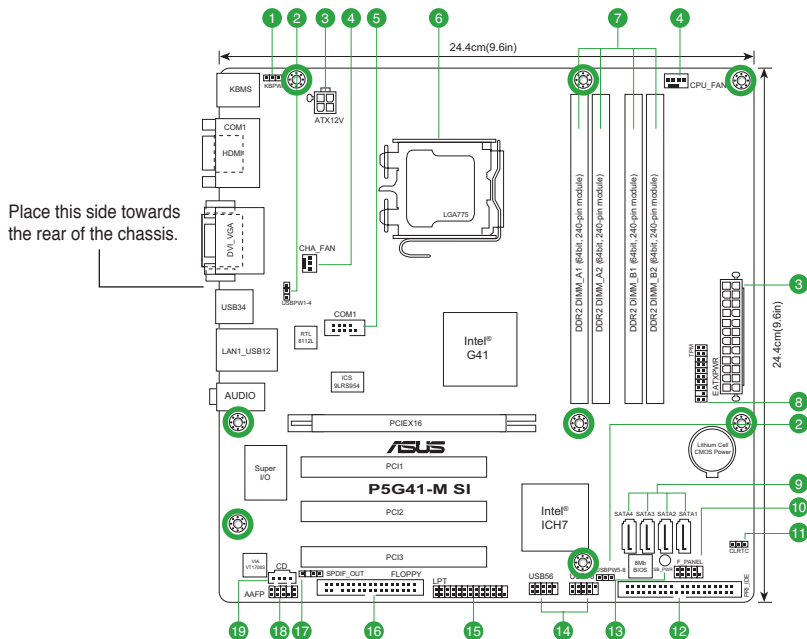 1
2
3
4
5
6
7
4
24.4cm(9.6in)
KBMS
KBPW
ATX12V
CPU_FAN
COM1
HDMI
LGA775
Place this side towards
the rear of the chassis.
DVI_VGA
CHA_FAN
DDR2 DIMM_A1 (64bit, 240-pin module)
DDR2 DIMM_A2 (64bit, 240-pin module)
DDR2 DIMM_B1 (64bit, 240-pin module)
DDR2 DIMM_B2 (64bit, 240-pin module)
3
USBPW1-4
USB34
COM1
RTL
8112L
Intel®
G41
24.4cm(9.6in)
LAN1_USB12
TPM
EATXPWR
ICS
9LRS954
AUDIO
8
PCIEX16
2
ASUS
Lithium Cell
CMOS Power
Super
I/O
PCI1
9
P5G41-M SI
10
PCI2
Intel®
ICH7
SATA4
SATA3
SATA2
SATA1
11
CLRTC
PCI3
VIA
VT1708S
CD
SPDIF_OUT
FLOPPY
LPT
USB56
USBPW5-8
8Mb
BIOS
SB_PWR
F_PANEL
PRI_IDE
AAFP
19
18
17
16
15
14
13
12